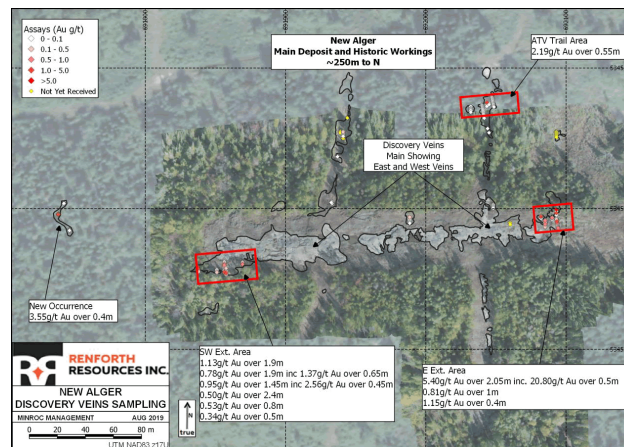 Assays (Au g/t)
0 - 0.1
0.1 - 0.5
0.5 - 1.0
1.0 - 5.0
>5.0
Not Yet Received
New Alger
Main Deposit and Historic Workings
~250m to N
ATV Trail Area
2.19g/t Au over 0.55m
Discovery Veins
Main Showing
East and West Veins
New Occurrence
3.55g/t Au over 0.4m
SW Ext. Area
1.13g/t Au over 1.9m
0.78g/t Au over 1.9m inc 1.37g/t Au over 0.65m
0.95g/t Au over 1.45m inc 2.56g/t Au over 0.45m
0.50g/t Au over 2.4m
0.53g/t Au over 0.8m
0.34g/t Au over 0.5m
E Ext. Area
5.40g/t Au over 2.05m inc. 20.80g/t Au over 0.5m
0.81g/t Au over 1m
1.15g/t Au over 0.4m
RENFORTH
RESOURCES INC.
NEW ALGER
DISCOVERY VEINS SAMPLING
MINROC MANAGEMENT AUG 2019
0 20 40 60 80 m
N
true
UTM NAD83 z17U